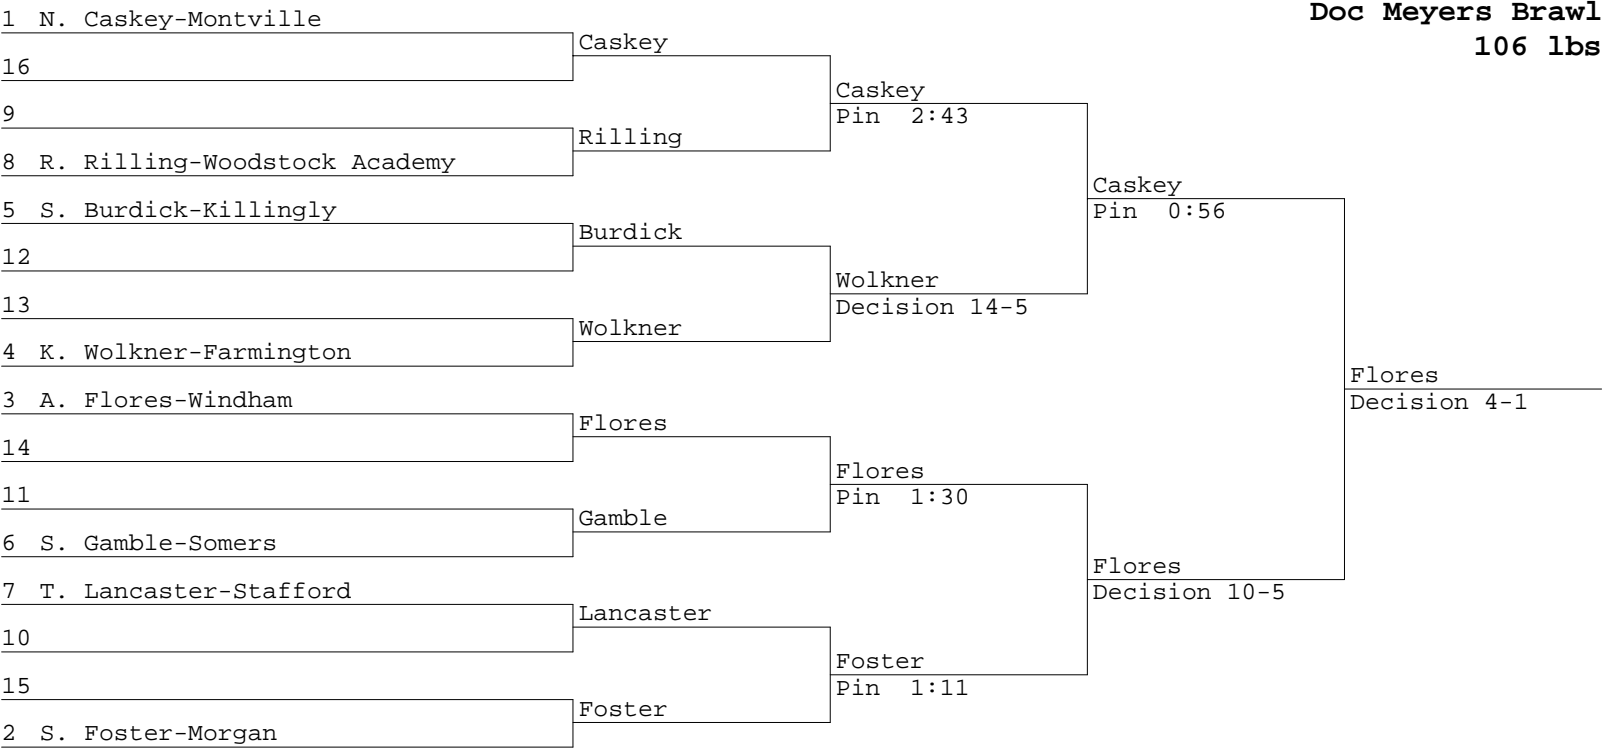 Doc Meyers Brawl
106 lbs
1 N. Caskey-Montville
16
9
8 R. Rilling-Woodstock Academy
5 S. Burdick-Killingly
12
13
4 K. Wolkner-Farmington
3 A. Flores-Windham
14
11
6 S. Gamble-Somers
7 T. Lancaster-Stafford
10
15
2 S. Foster-Morgan
Caskey
Rilling
Burdick
Wolkner
Flores
Gamble
Lancaster
Foster
Caskey
Pin 2:43
Wolkner
Decision 14-5
Flores
Pin 1:30
Foster
Pin 1:11
Caskey
Pin 0:56
Flores
Decision 10-5
Flores
Decision 4-1